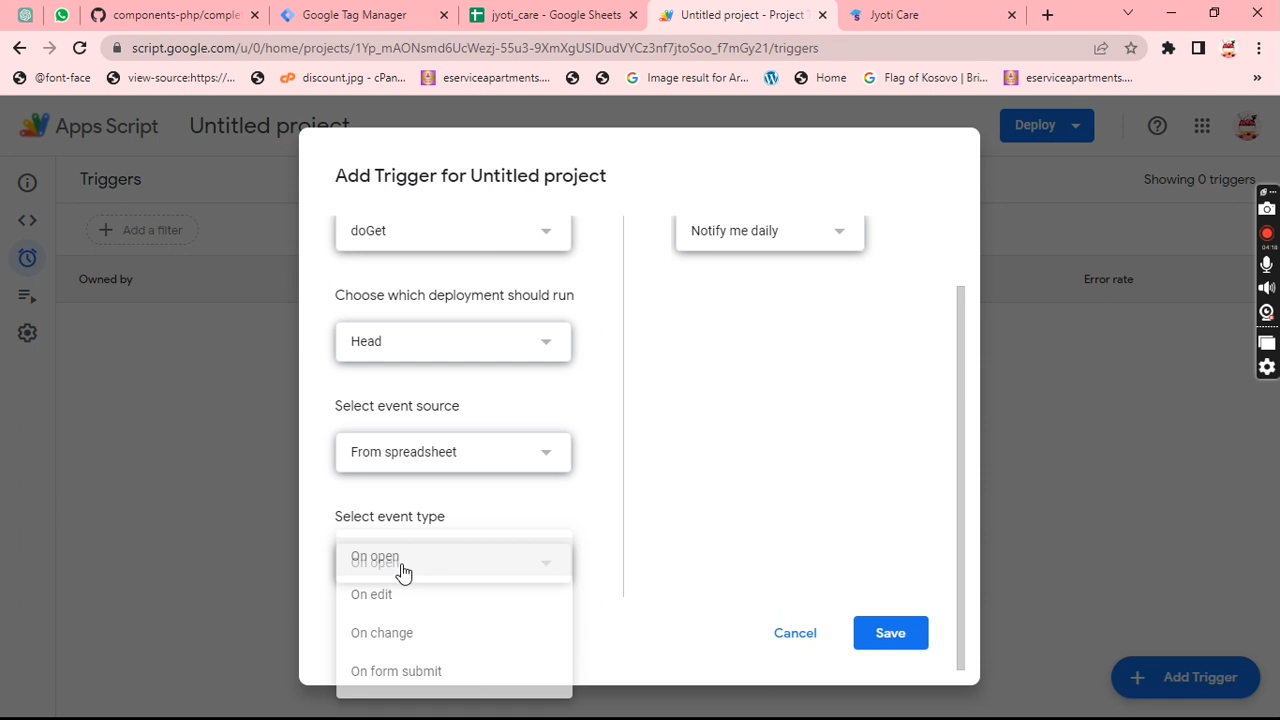 components-php/comple
Google Tag Manager
jyoti_care - Google Sheets
Untitled project - Project
Jyoti Care
script.google.com/u/0/home/projects/1Yp_mAONsmd6UcWezj-55u3-9XmXgUSIDudVYCz3nf7jtoSoo_f7mGy21/triggers
@font-face
view-source:https://...
discount.jpg - cPan...
eserviceapartments....
Image result for Ar...
Home
Flag of Kosovo | Bri...
eserviceapartments....
»
Apps Script
Untitled project
Deploy
Triggers
Showing 0 triggers
Add a filter
Owned by
Error rate
Add Trigger for Untitled project
doGet
Notify me daily
Choose which deployment should run
Head
Select event source
From spreadsheet
Select event type
On open
On open
On edit
On change
On form submit
Cancel
Save
Add Trigger